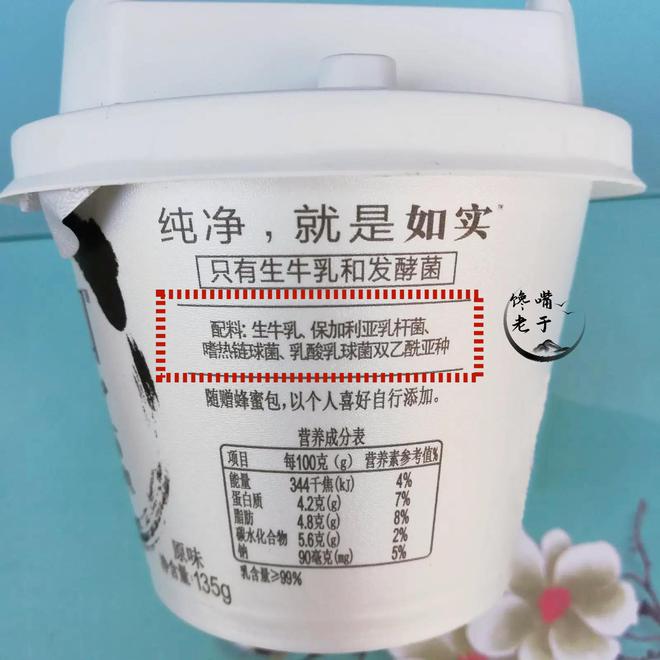 纯净，就是如实™
只有生牛乳和发酵菌
配料: 生牛乳、保加利亚乳杆菌、
嗜热链球菌、乳酸乳球菌双乙酰亚种
随赠蜂蜜包，以个人喜好自行添加。
营养成分表
项目 每100克 (g) 营养素参考值%
能量 344千焦(kJ) 4%
蛋白质 4.2克(g) 7%
脂肪 4.8克(g) 8%
碳水化合物 5.6克(g) 2%
钠 90毫克(mg) 5%
乳含量≥99%
原味
净含量:135g
馋嘴
老于